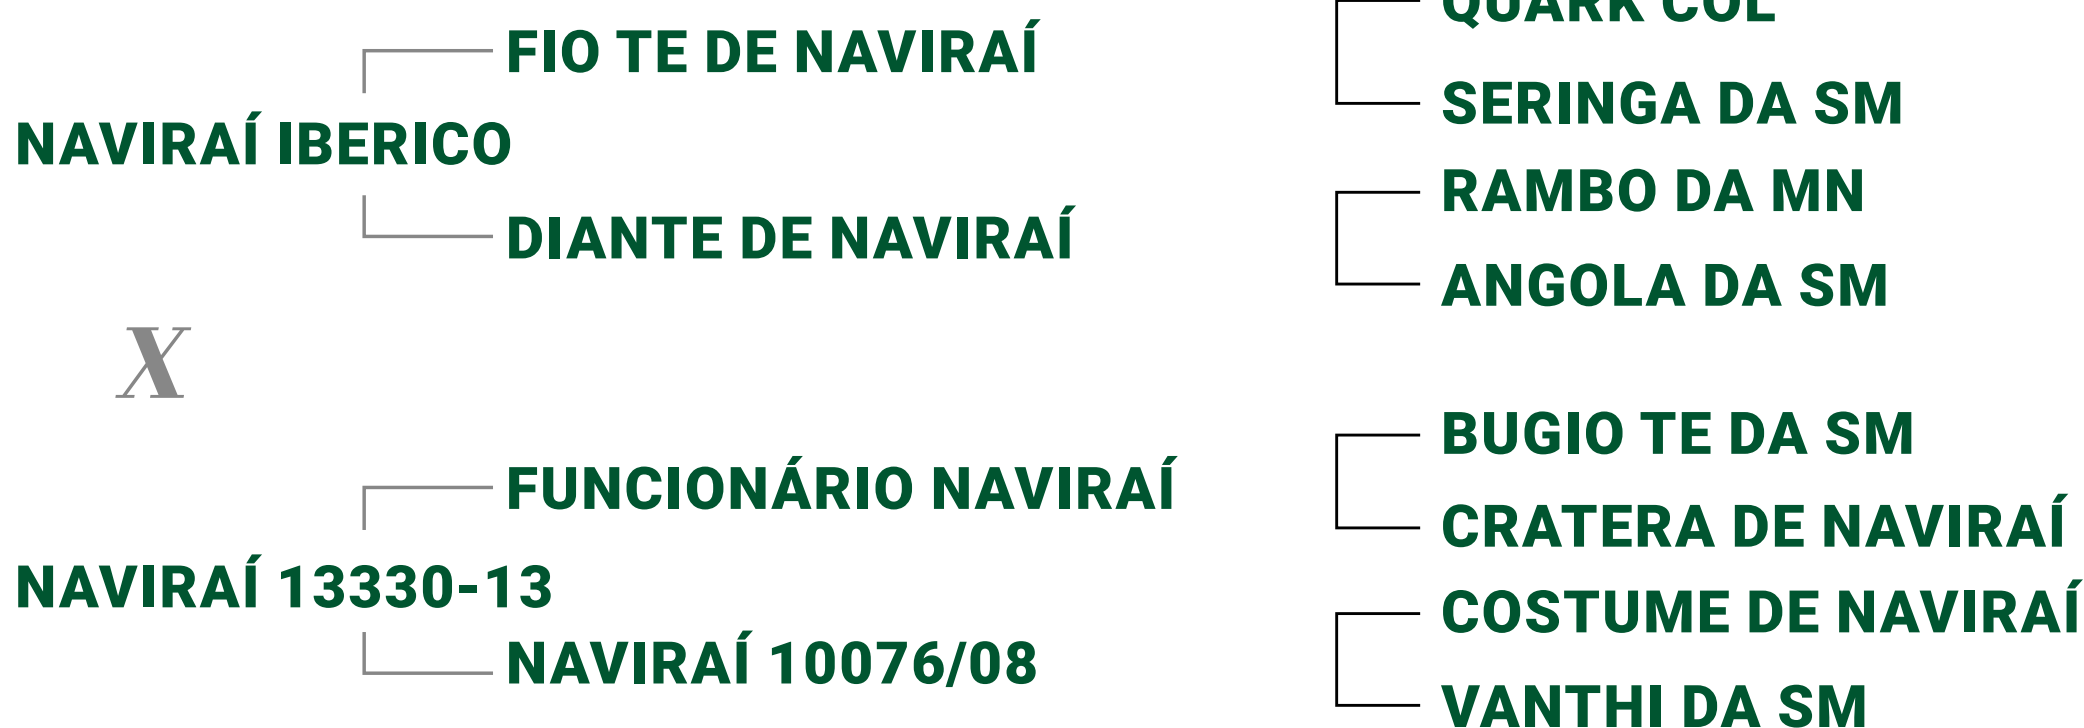 QUARK COL
FIO TE DE NAVIRAÍ
SERINGA DA SM
NAVIRAÍ IBERICO
RAMBO DA MN
DIANTE DE NAVIRAÍ
ANGOLA DA SM
X
BUGIO TE DA SM
FUNCIONÁRIO NAVIRAÍ
CRATERA DE NAVIRAÍ
NAVIRAÍ 13330-13
COSTUME DE NAVIRAÍ
NAVIRAÍ 10076/08
VANTHI DA SM